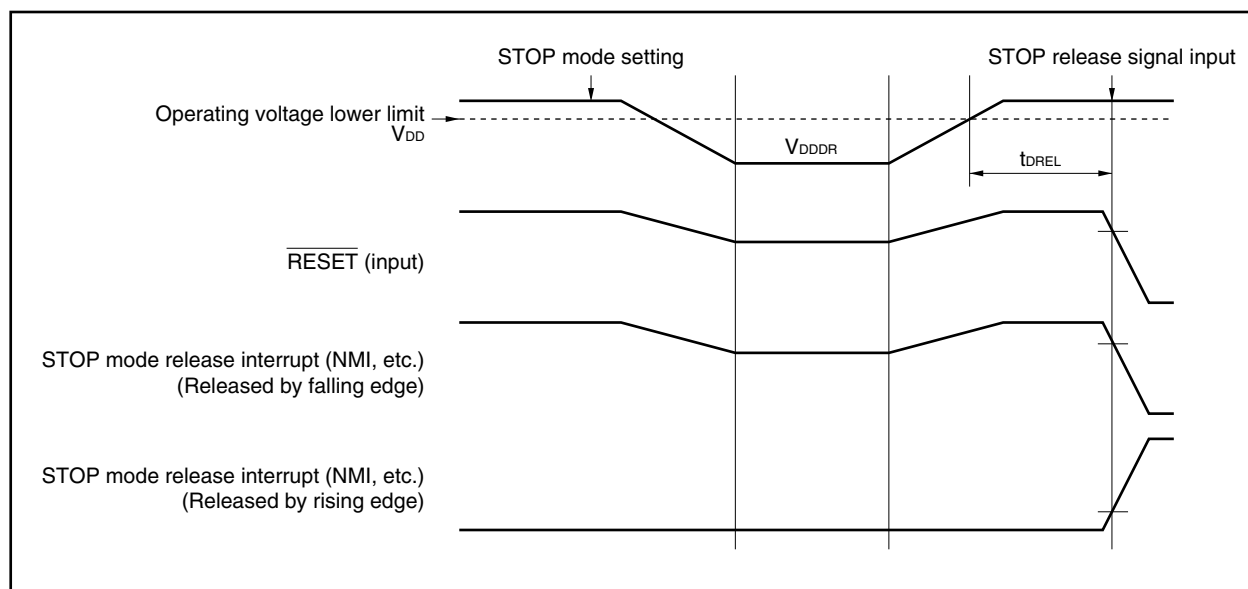 STOP mode setting
STOP release signal input
Operating voltage lower limit
VDD
VDDDR
tDREL
RESET (input)
STOP mode release interrupt (NMI, etc.)
(Released by falling edge)
STOP mode release interrupt (NMI, etc.)
(Released by rising edge)